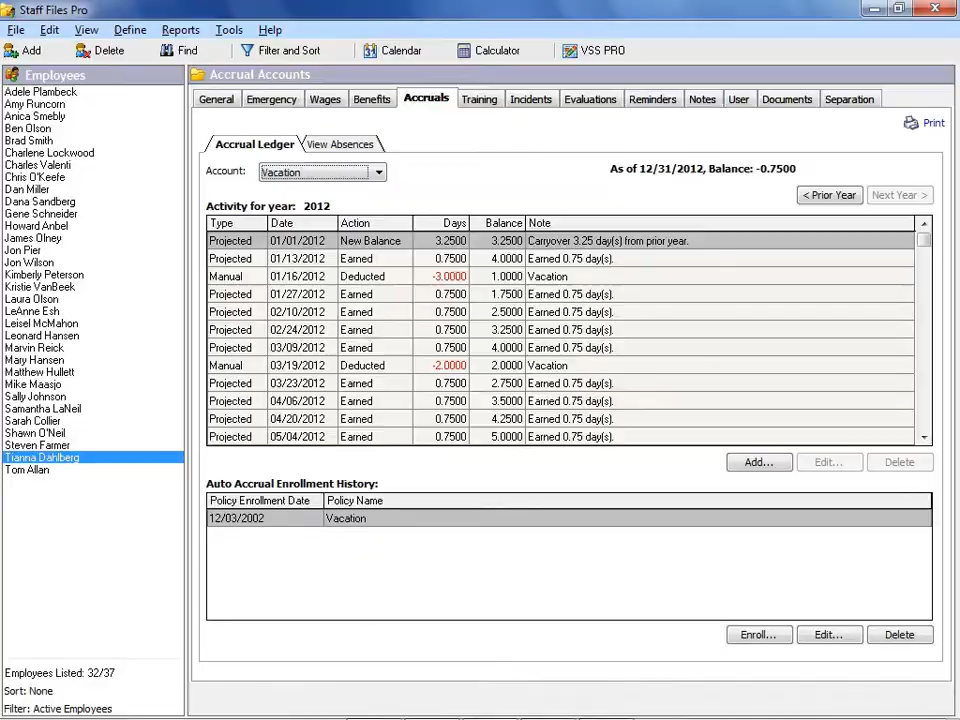 Staff Files Pro
File Edit View Define Reports Tools Help
Add Delete Find Filter and Sort Calendar Calculator VSS PRO
Employees
Adele Plambeck
Amy Runcorn
Anica Smebly
Ben Olson
Brad Smith
Charlene Lockwood
Charles Valenti
Chris O'Keefe
Dan Miller
Dana Sandberg
Gene Schneider
Howard Anbel
James Olney
Jon Pier
Jon Wilson
Kimberly Peterson
Kristie VanBeek
Laura Olson
LeAnne Esh
Leisel McMahon
Leonard Hansen
Marvin Reick
Mary Hansen
Matthew Hullett
Mike Maasjo
Sally Johnson
Samantha LaNeil
Sarah Collier
Shawn O'Neil
Steven Farmer
Tianna Dahlberg
Tom Allan
Employees Listed: 32/37
Sort: None
Filter: Active Employees
Accrual Accounts
General Emergency Wages Benefits Accruals Training Incidents Evaluations Reminders Notes User Documents Separation
Print
Accrual Ledger View Absences
Account: Vacation As of 12/31/2012, Balance: -0.7500
< Prior Year Next Year >
Activity for year: 2012
Type Date Action Days Balance Note
Projected 01/01/2012 New Balance 3.2500 3.2500 Carryover 3.25 day(s) from prior year.
Projected 01/13/2012 Earned 0.7500 4.0000 Earned 0.75 day(s).
Manual 01/16/2012 Deducted -3.0000 1.0000 Vacation
Projected 01/27/2012 Earned 0.7500 1.7500 Earned 0.75 day(s).
Projected 02/10/2012 Earned 0.7500 2.5000 Earned 0.75 day(s).
Projected 02/24/2012 Earned 0.7500 3.2500 Earned 0.75 day(s).
Projected 03/09/2012 Earned 0.7500 4.0000 Earned 0.75 day(s).
Manual 03/19/2012 Deducted -2.0000 2.0000 Vacation
Projected 03/23/2012 Earned 0.7500 2.7500 Earned 0.75 day(s).
Projected 04/06/2012 Earned 0.7500 3.5000 Earned 0.75 day(s).
Projected 04/20/2012 Earned 0.7500 4.2500 Earned 0.75 day(s).
Projected 05/04/2012 Earned 0.7500 5.0000 Earned 0.75 day(s).
Add... Edit... Delete
Auto Accrual Enrollment History:
Policy Enrollment Date Policy Name
12/03/2002 Vacation
Enroll... Edit... Delete